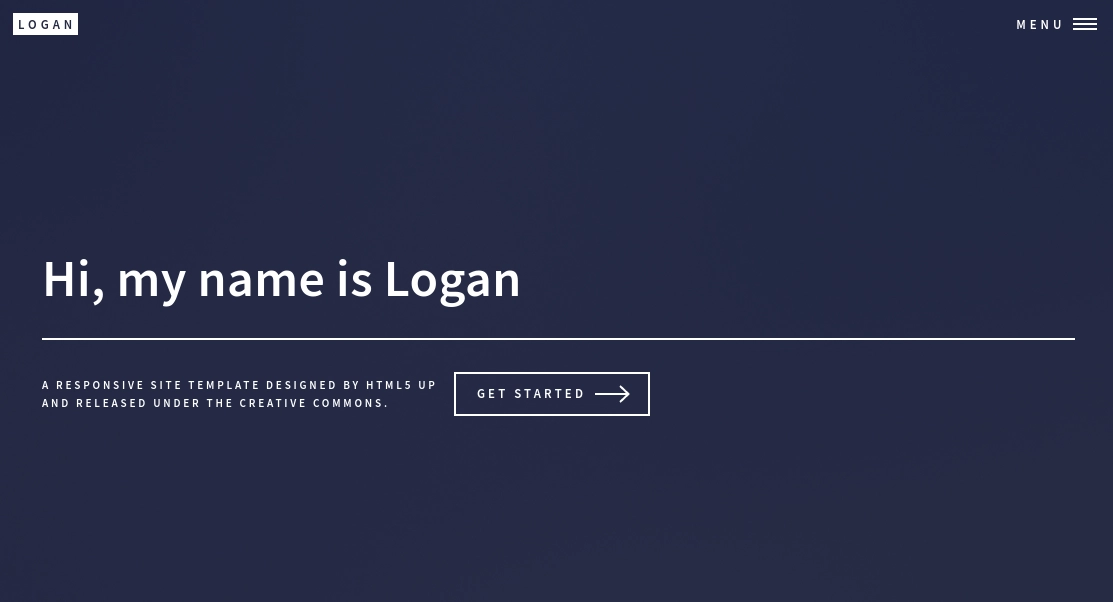 LOGAN
MENU
Hi, my name is Logan
A RESPONSIVE SITE TEMPLATE DESIGNED BY HTML5 UP
AND RELEASED UNDER THE CREATIVE COMMONS.
GET STARTED